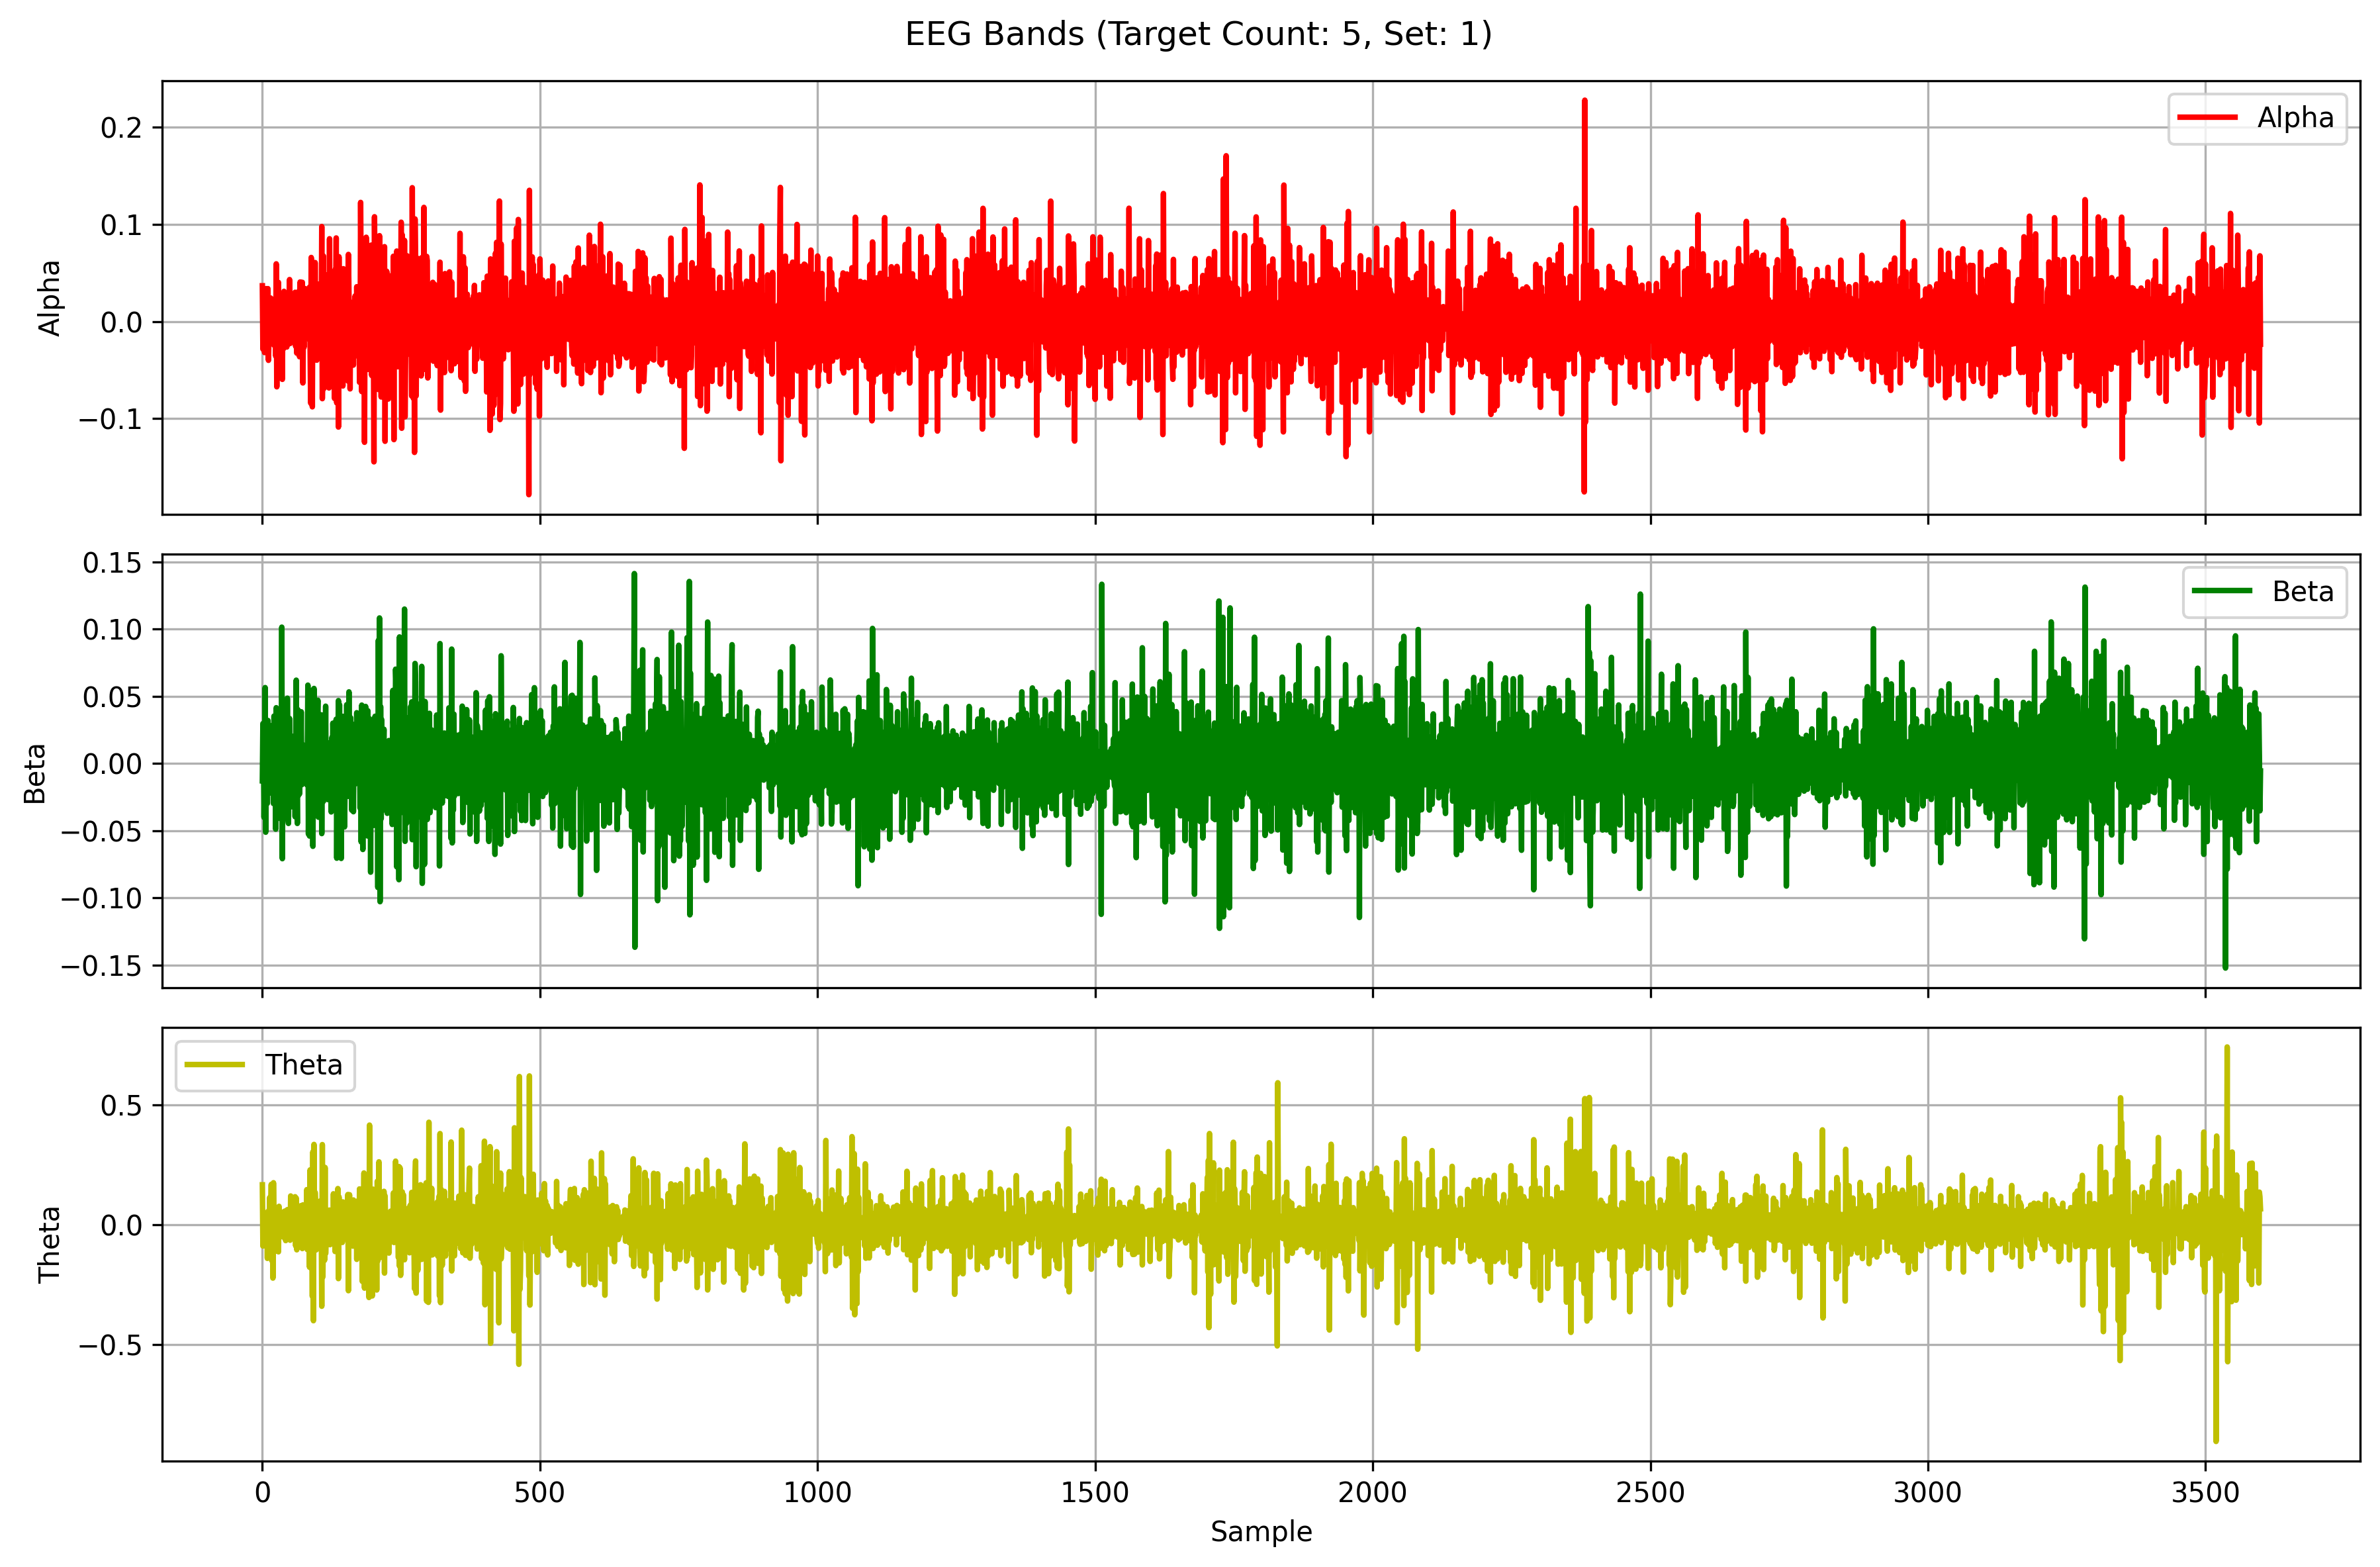 EEG Bands (Target Count: 5, Set: 1)
Alpha
0.2
0.1
0.0
−0.1
Alpha
Beta
0.15
0.10
0.05
0.00
−0.05
−0.10
−0.15
Beta
Theta
0.5
0.0
−0.5
Theta
0 500 1000 1500 2000 2500 3000 3500
Sample